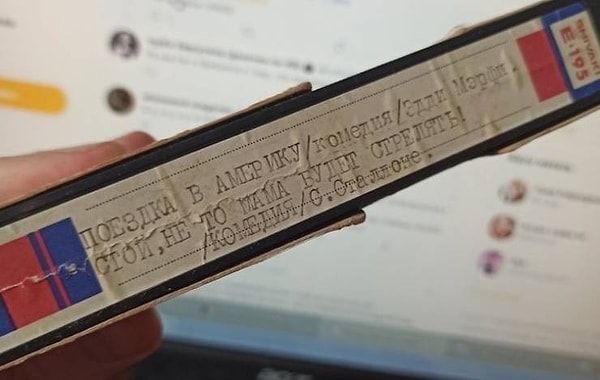 ПОЕЗДКА В АМЕРИКУ/комедия/Эдди Мэрфи.
СТОЙ,НЕ ТО МАМА БУДЕТ СТРЕЛЯТЬ!
/КОМЕДИЯ/С.Сталлоне.
E-195